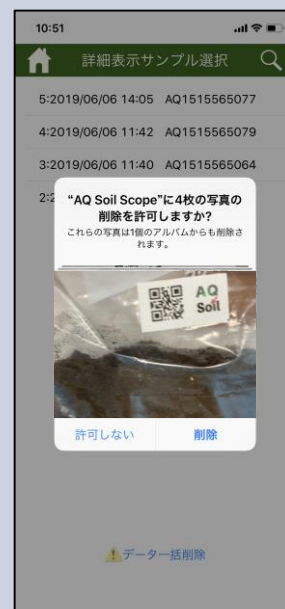 10:51
詳細表示サンプル選択
5:2019/06/06 14:05 AQ1515565077
4:2019/06/06 11:42 AQ1515565079
3:2019/06/06 11:40 AQ1515565064
2:2
“AQ Soil Scope”に4枚の写真の
削除を許可しますか?
これらの写真は1個のアルバムからも削除さ
れます。
AQ
Soil
許可しない 削除
データー括削除